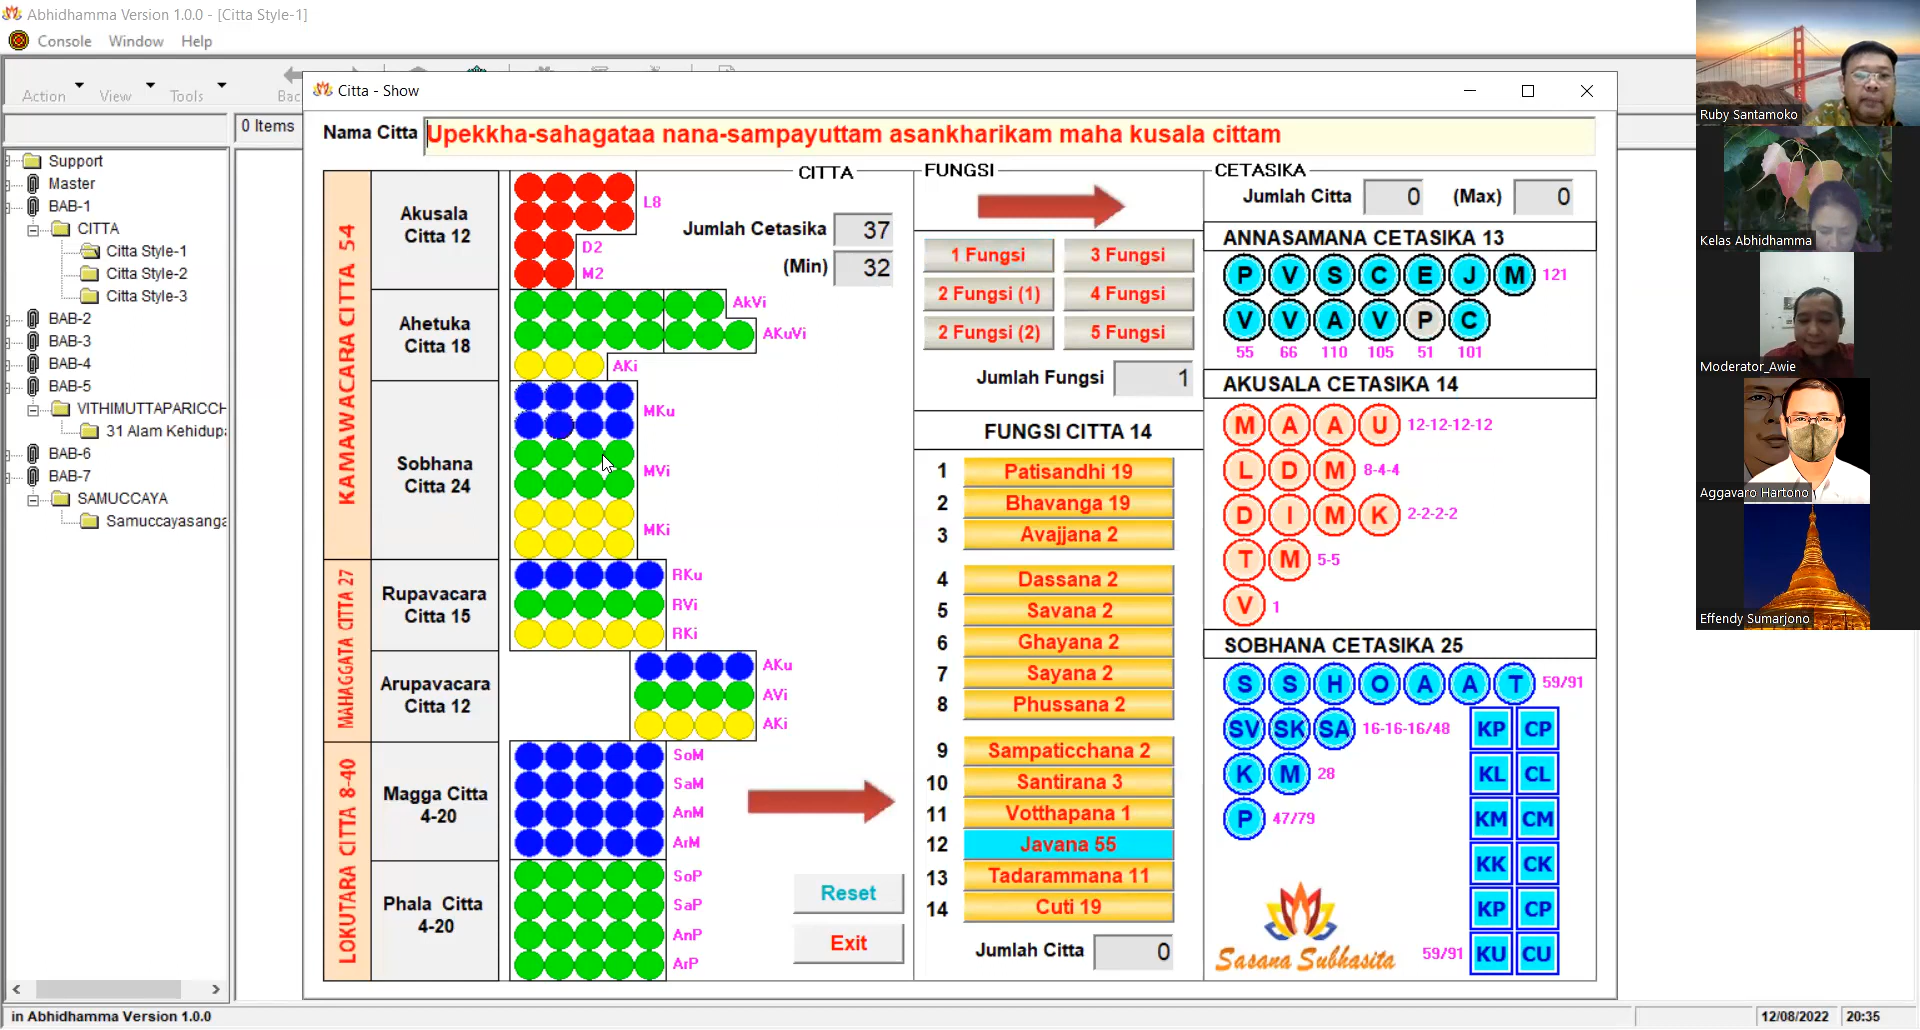 Abhidhamma Version 1.0.0 - [Citta Style-1]
Console Window Help
Action View Tools Bac
0 Items
Support
Master
BAB-1
CITTA
Citta Style-1
Citta Style-2
Citta Style-3
BAB-2
BAB-3
BAB-4
BAB-5
VITHIMUTTAPARICCH
31 Alam Kehidupa
BAB-6
BAB-7
SAMUCCAYA
Samuccayasanga
Citta - Show
Nama Citta Upekkha-sahagataa nana-sampayuttam asankharikam maha kusala cittam
KAMAWACARA CITTA 54
MAHAGGATA CITTA 27
LOKUTARA CITTA 8-40
Akusala
Citta 12
Ahetuka
Citta 18
Sobhana
Citta 24
Rupavacara
Citta 15
Arupavacara
Citta 12
Magga Citta
4-20
Phala Citta
4-20
CITTA
L8
D2
M2
Jumlah Cetasika 37
(Min) 32
AkVi
AKuVi
AKi
MKu
MVi
MKi
RKu
RVi
RKi
AKu
AVi
AKi
SoM
SaM
AnM
ArM
SoP
SaP
AnP
ArP
Reset
Exit
FUNGSI
1 Fungsi 3 Fungsi
2 Fungsi (1) 4 Fungsi
2 Fungsi (2) 5 Fungsi
Jumlah Fungsi 1
FUNGSI CITTA 14
1 Patisandhi 19
2 Bhavanga 19
3 Avajjana 2
4 Dassana 2
5 Savana 2
6 Ghayana 2
7 Sayana 2
8 Phussana 2
9 Sampaticchana 2
10 Santirana 3
11 Votthapana 1
12 Javana 55
13 Tadarammana 11
14 Cuti 19
Jumlah Citta 0
CETASIKA
Jumlah Citta 0 (Max) 0
ANNASAMANA CETASIKA 13
P V S C E J M 121
V V A V P C
55 66 110 105 51 101
AKUSALA CETASIKA 14
M A A U 12-12-12-12
L D M 8-4-4
D I M K 2-2-2-2
T M 5-5
V 1
SOBHANA CETASIKA 25
S S H O A A T 59/91
SV SK SA 16-16-16/48
K M 28
P 47/79
KP CP
KL CL
KM CM
KK CK
KP CP
59/91 KU CU
Sasana Subhasita
Ruby Santamoko
Kelas Abhidhamma
Moderator_Awie
Aggavaro Hartono
Effendy Sumarjono
in Abhidhamma Version 1.0.0
12/08/2022 20:35